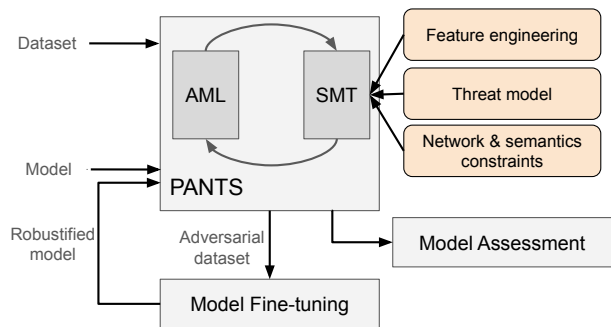 Dataset
AML
SMT
Feature engineering
Threat model
Network & semantics
constraints
Model
PANTS
Robustified
model
Adversarial
dataset
Model Assessment
Model Fine-tuning